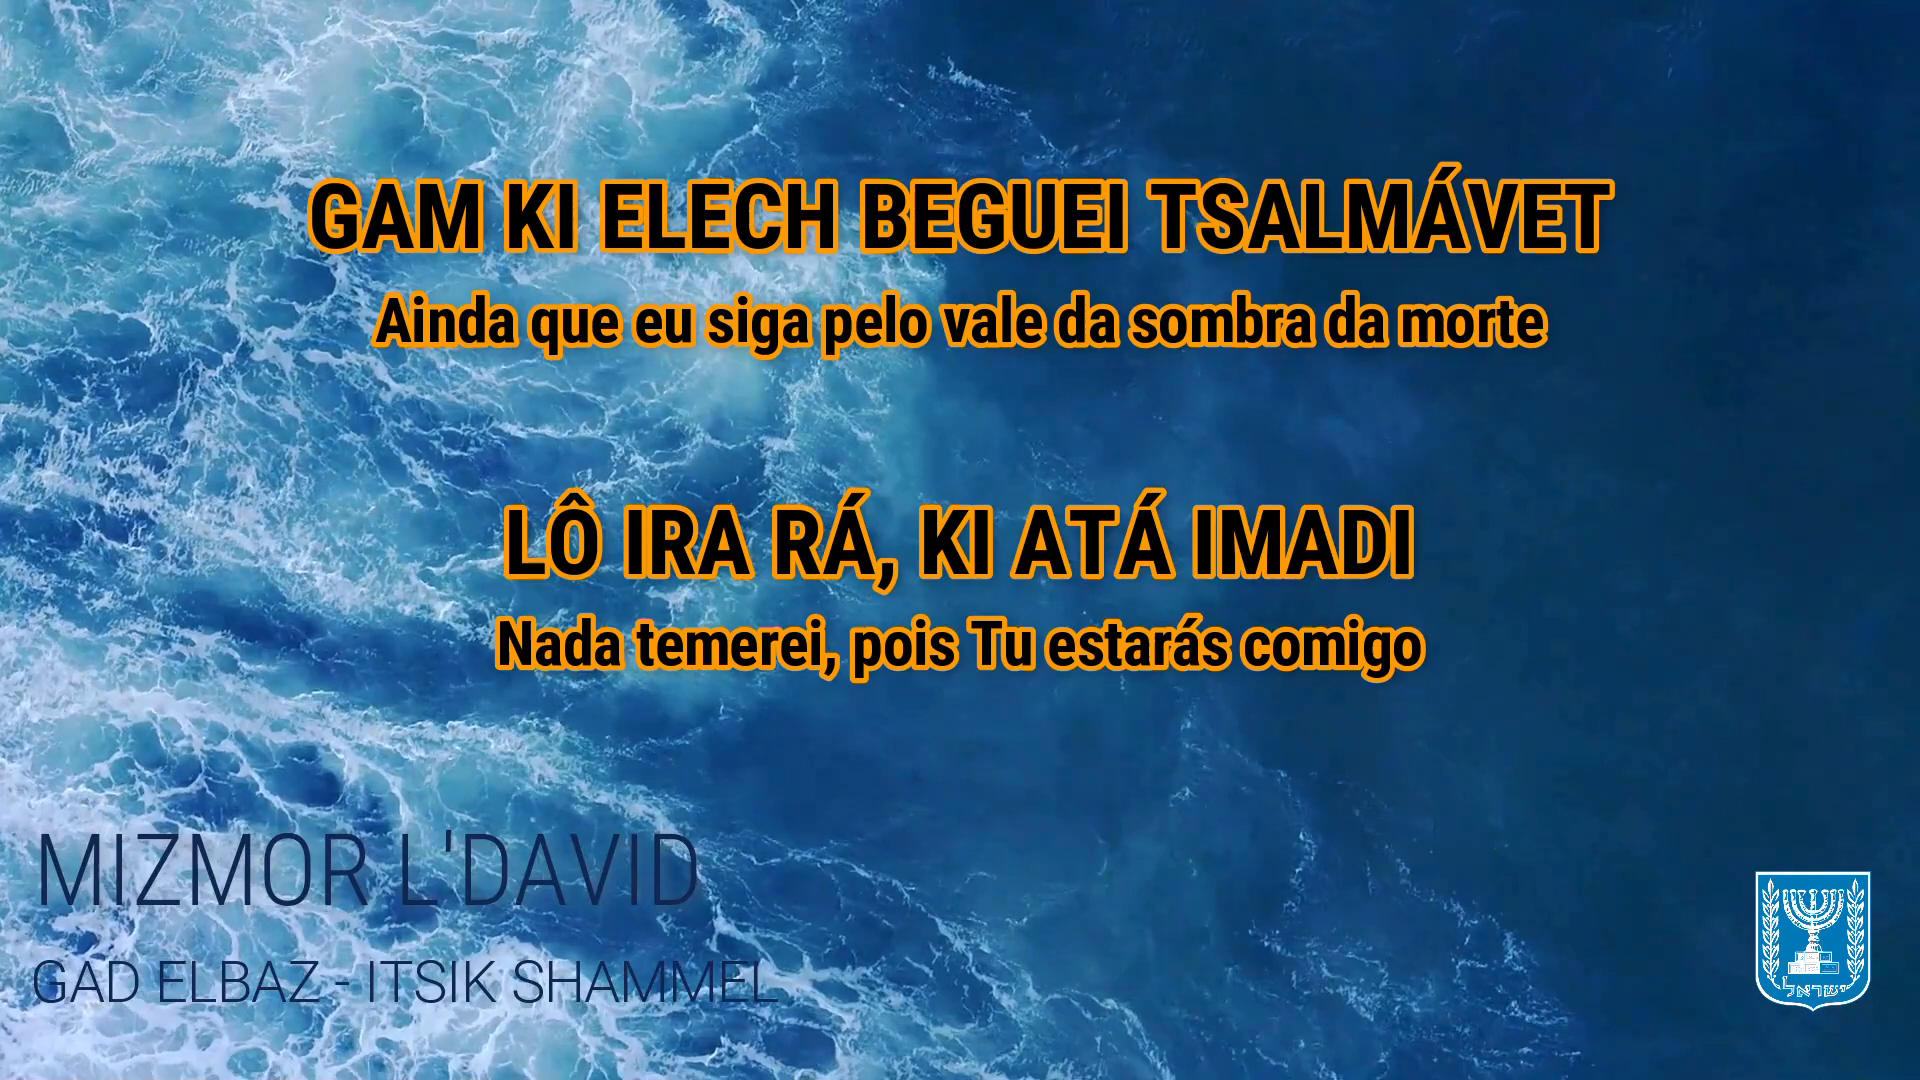 GAM KI ELECH BEGUEI TSALMÁVET
Ainda que eu siga pelo vale da sombra da morte
LÔ IRA RÁ, KI ATÁ IMADI
Nada temerei, pois Tu estarás comigo
MIZMOR L'DAVID
GAD ELBAZ - ITSIK SHAMMEL
ישראל